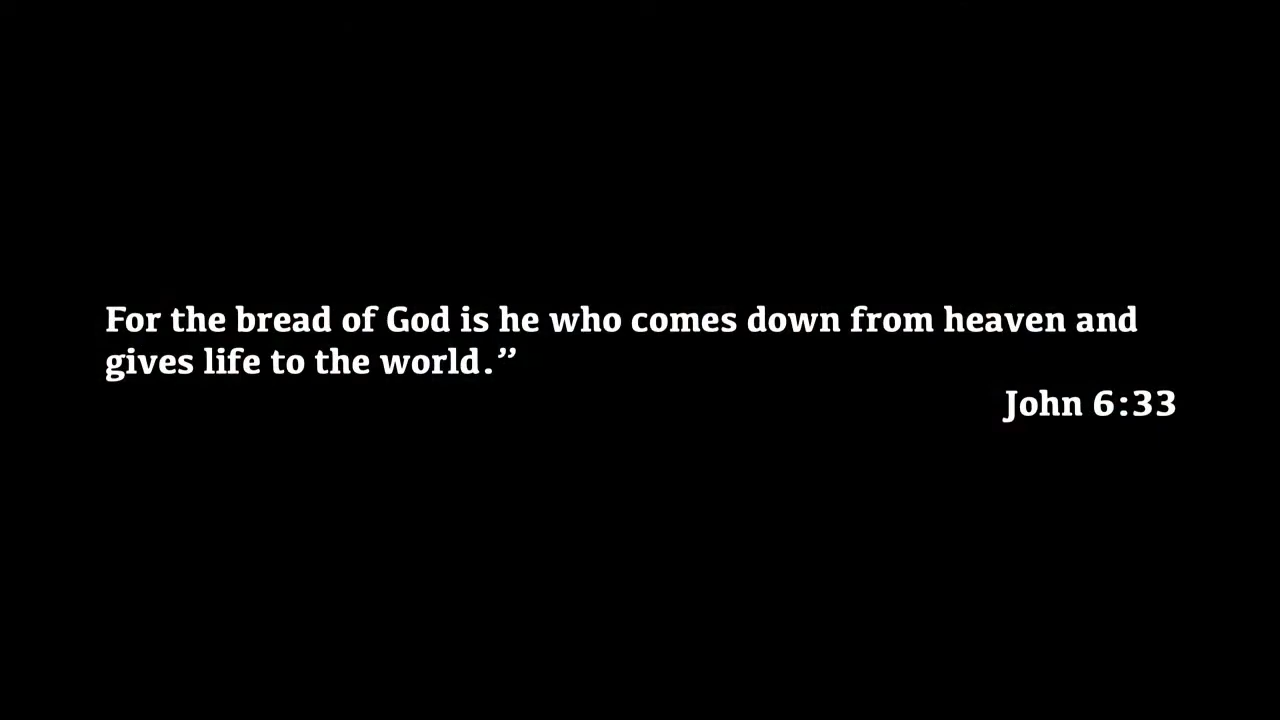 For the bread of God is he who comes down from heaven and
gives life to the world.”
John 6:33